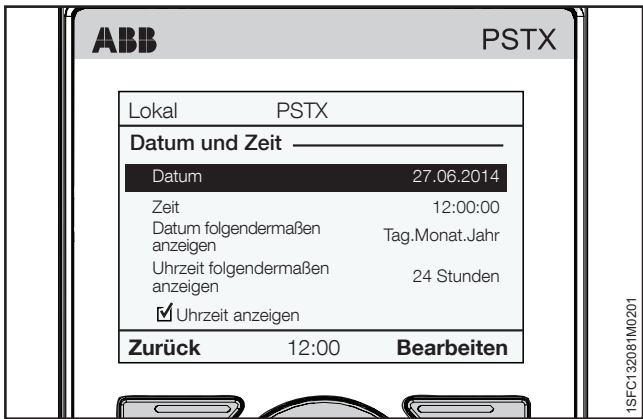 ABB PSTX
Lokal PSTX
Datum und Zeit
Datum 27.06.2014
Zeit 12:00:00
Datum folgendermaßen
anzeigen Tag.Monat.Jahr
Uhrzeit folgendermaßen
anzeigen 24 Stunden
Uhrzeit anzeigen
Zurück 12:00 Bearbeiten
1SFC132081M0201